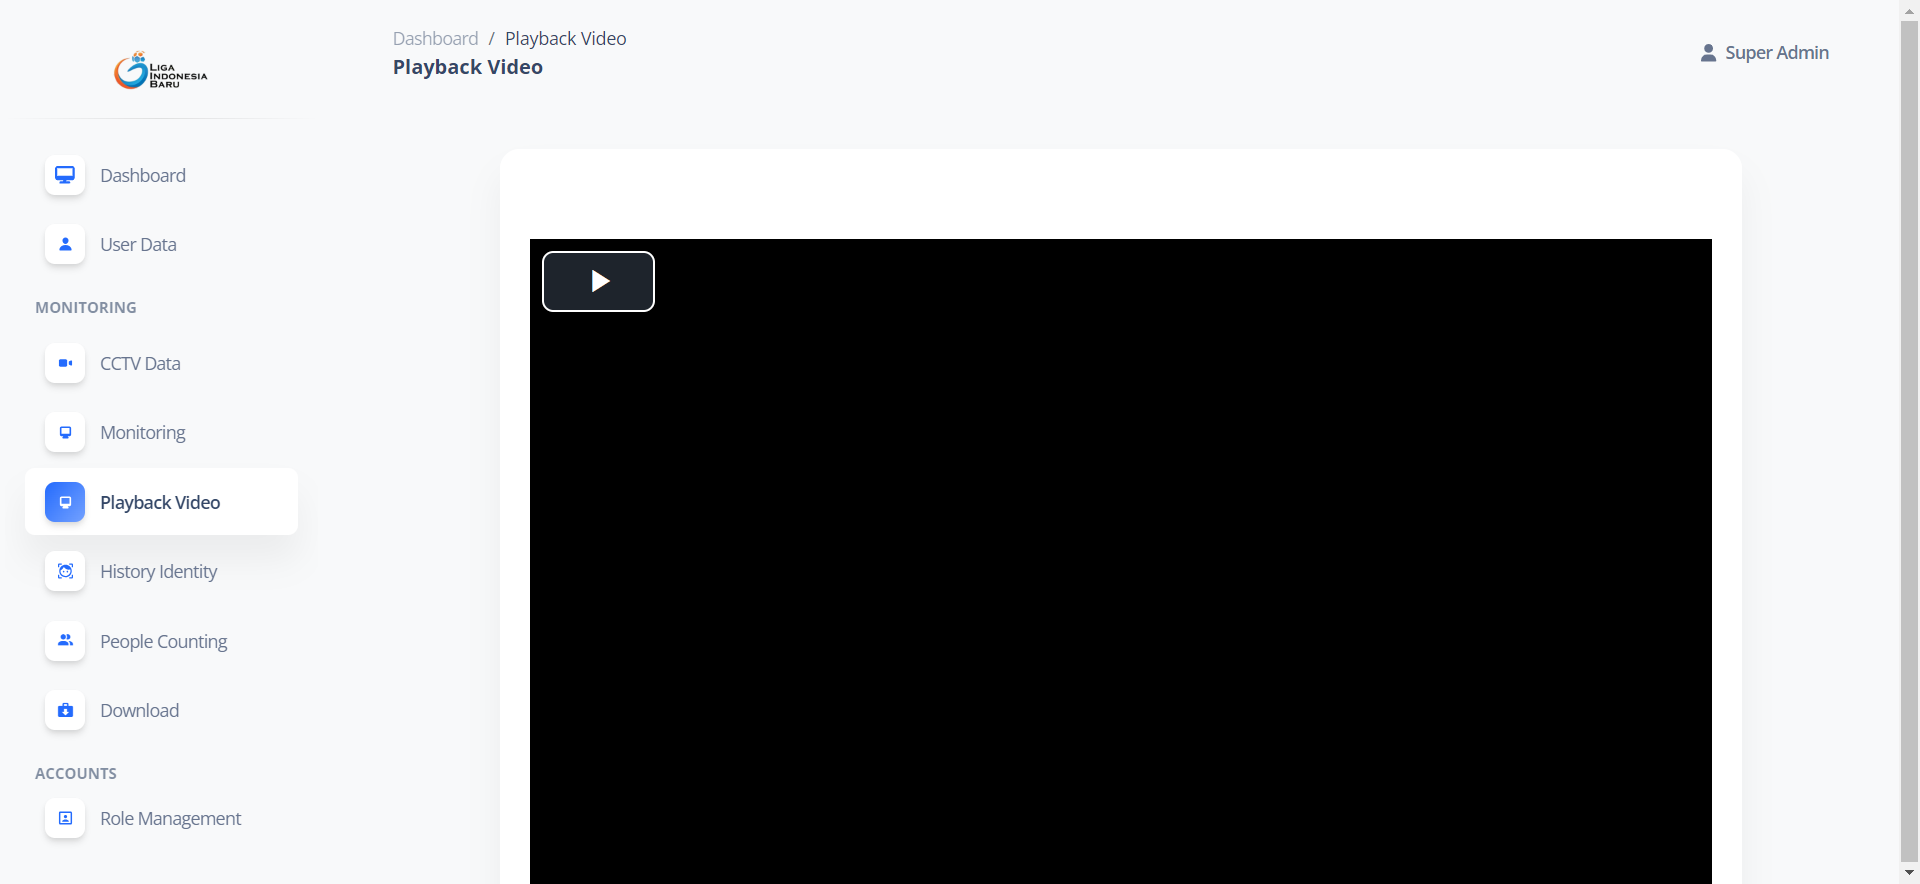 LIGA
INDONESIA
BARU
Dashboard / Playback Video
Playback Video
Super Admin
Dashboard
User Data
MONITORING
CCTV Data
Monitoring
Playback Video
History Identity
People Counting
Download
ACCOUNTS
Role Management